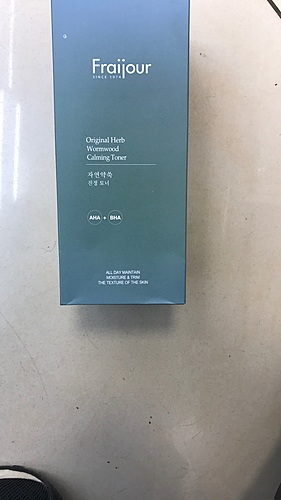 Fraijour
SINCE 1974
Original Herb
Wormwood
Calming Toner
자연약쑥
진정 토너
AHA + BHA
ALL DAY MAINTAIN
MOISTURE & TRIM
THE TEXTURE OF THE SKIN